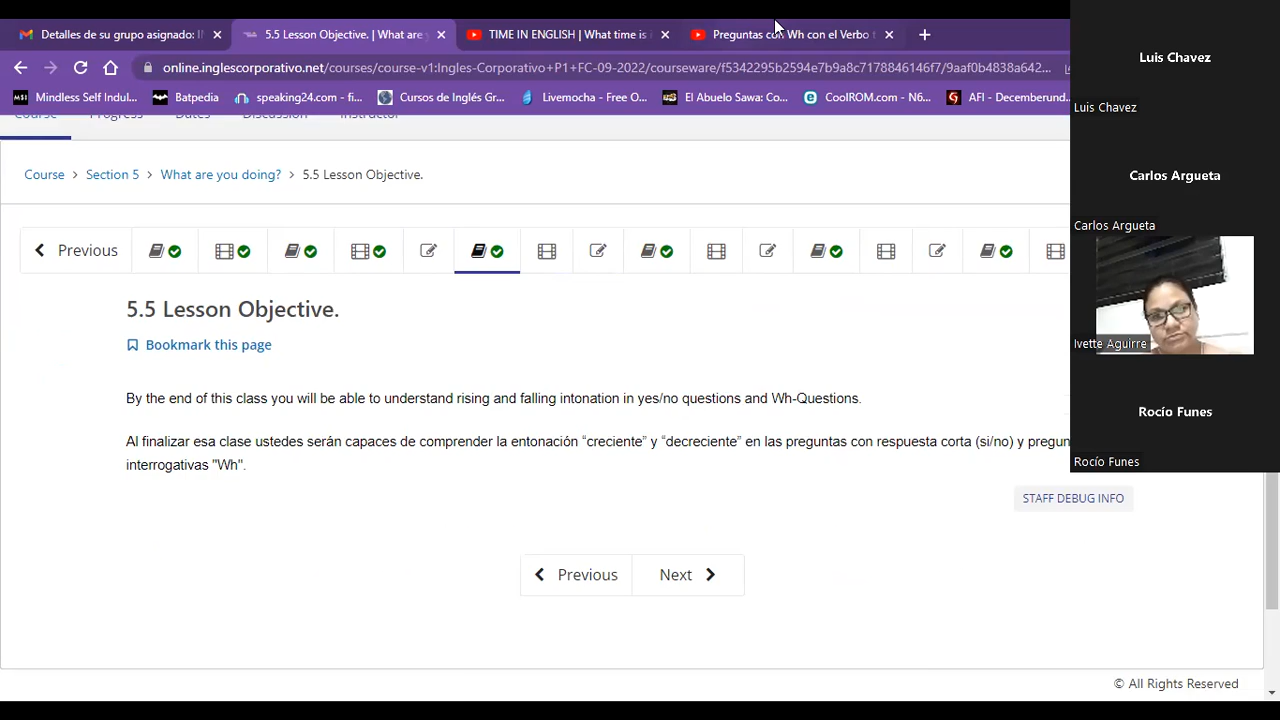 Detalles de su grupo asignado: I
5.5 Lesson Objective. | What are y
TIME IN ENGLISH | What time is i
Preguntas con Wh con el Verbo t
online.inglescorporativo.net/courses/course-v1:Ingles-Corporativo+P1+FC-09-2022/courseware/f5342295b2594e7b9a8c7178846146f7/9aaf0b4838a642...
Mindless Self Indul...
Batpedia
speaking24.com - fi...
Cursos de Inglés Gr...
Livemocha - Free O...
El Abuelo Sawa: Co...
CoolROM.com - N6...
AFI - Decemberund...
Course
Progress
Dates
Discussion
Instructor
Course > Section 5 > What are you doing? > 5.5 Lesson Objective.
Previous
5.5 Lesson Objective.
Bookmark this page
By the end of this class you will be able to understand rising and falling intonation in yes/no questions and Wh-Questions.
Al finalizar esa clase ustedes serán capaces de comprender la entonación “creciente” y “decreciente” en las preguntas con respuesta corta (si/no) y pregun
interrogativas "Wh".
STAFF DEBUG INFO
Previous
Next
© All Rights Reserved
Luis Chavez
Luis Chavez
Carlos Argueta
Carlos Argueta
Ivette Aguirre
Rocío Funes
Rocío Funes